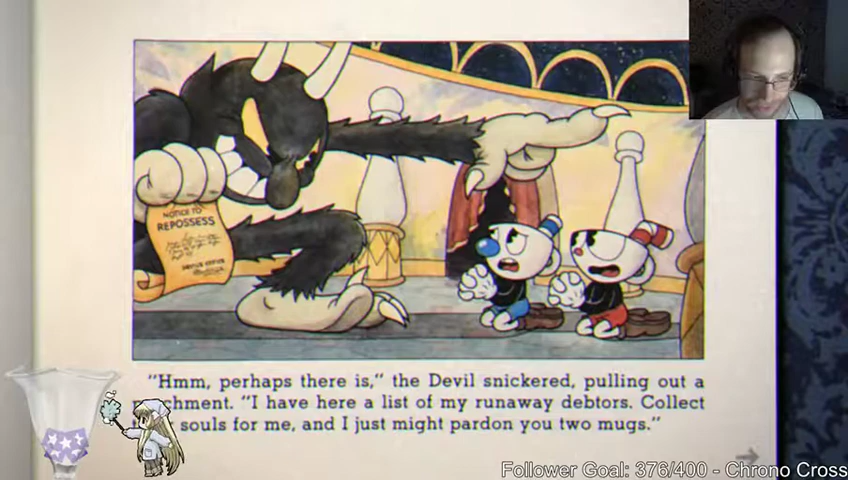 NOTICE TO
REPOSSESS
"Hmm, perhaps there is," the Devil snickered, pulling out a
chment. "I have here a list of my runaway debtors. Collect
souls for me, and I just might pardon you two mugs."
Follower Goal: 376/400 - Chrono Cross